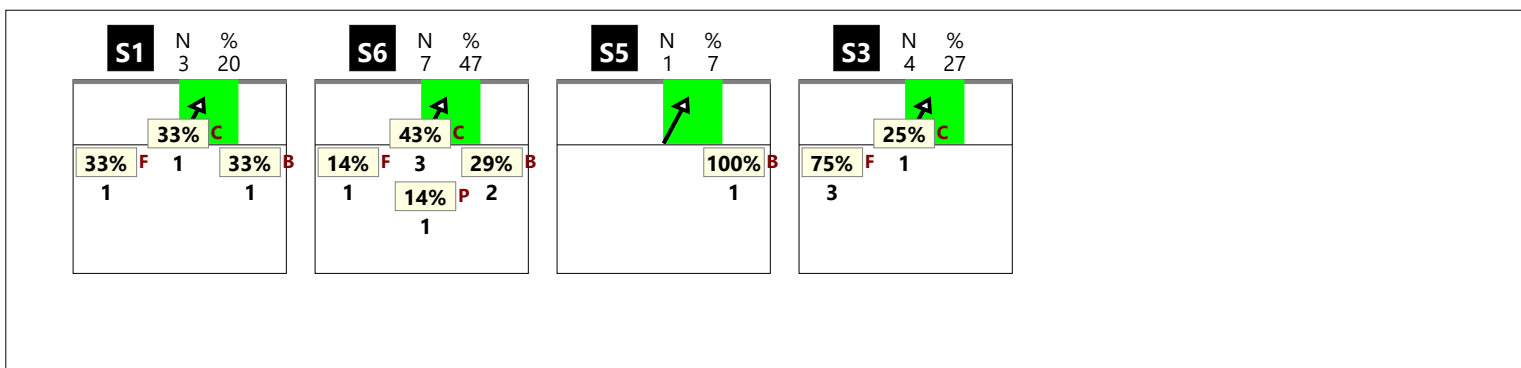 S1 N % S6 N % S5 N % S3 N %
3 20 7 47 1 7 4 27
33% C 43% C 25% C
33% F 1 33% B 14% F 3 29% B 100% B 75% F 1
1 1 1 14% P 2 1 3
1